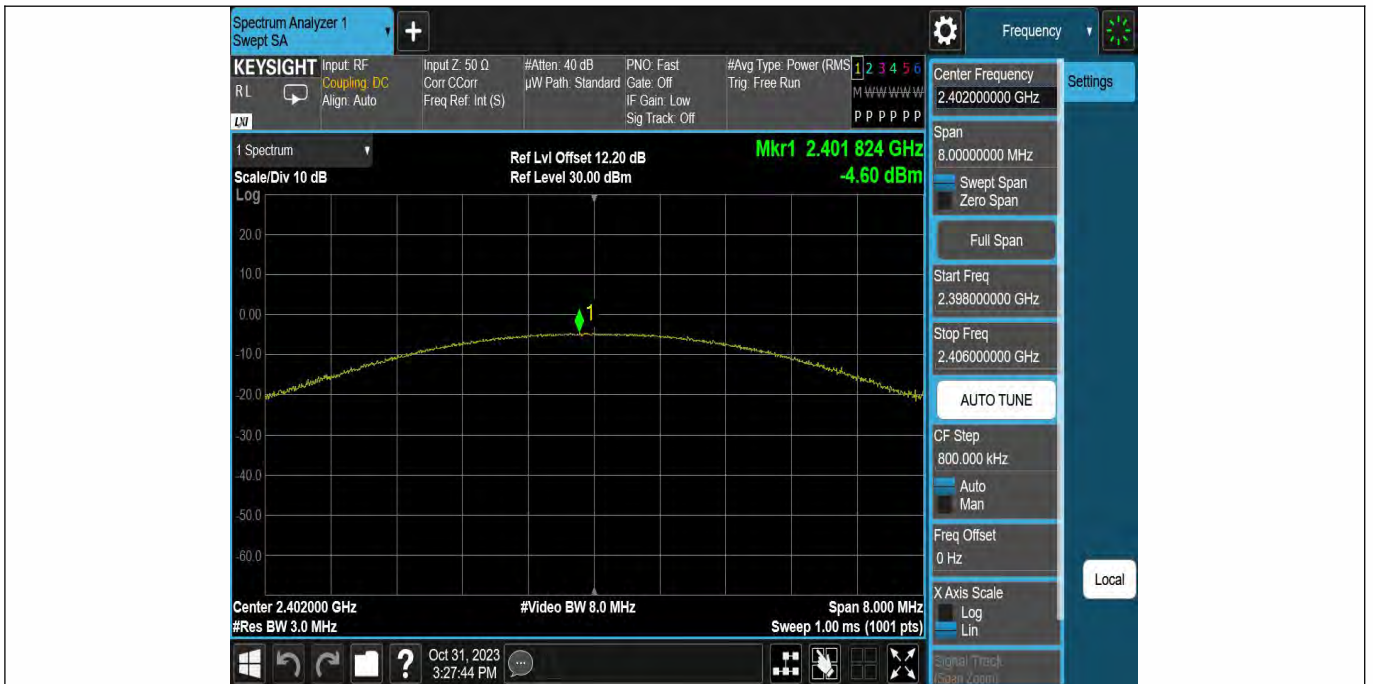 Spectrum Analyzer 1
Swept SA
+
Frequency
KEYSIGHT
RL
LXI
Input: RF
Coupling: DC
Align: Auto
Input Z: 50 Ω
Corr CCorr
Freq Ref: Int (S)
#Atten: 40 dB
µW Path: Standard
PNO: Fast
Gate: Off
IF Gain: Low
Sig Track: Off
#Avg Type: Power (RMS
Trig: Free Run
1 2 3 4 5 6
M W W W W W
P P P P P P
1 Spectrum
Scale/Div 10 dB
Ref Lvl Offset 12.20 dB
Ref Level 30.00 dBm
Mkr1 2.401 824 GHz
-4.60 dBm
Log
20.0
10.0
0.00
-10.0
-20.0
-30.0
-40.0
-50.0
-60.0
1
Center 2.402000 GHz
#Res BW 3.0 MHz
#Video BW 8.0 MHz
Span 8.000 MHz
Sweep 1.00 ms (1001 pts)
Center Frequency
2.402000000 GHz
Settings
Span
8.00000000 MHz
Swept Span
Zero Span
Full Span
Start Freq
2.398000000 GHz
Stop Freq
2.406000000 GHz
AUTO TUNE
CF Step
800.000 kHz
Auto
Man
Freq Offset
0 Hz
X Axis Scale
Log
Lin
Signal Track
(Span Zoom)
Local
?
Oct 31, 2023
3:27:44 PM